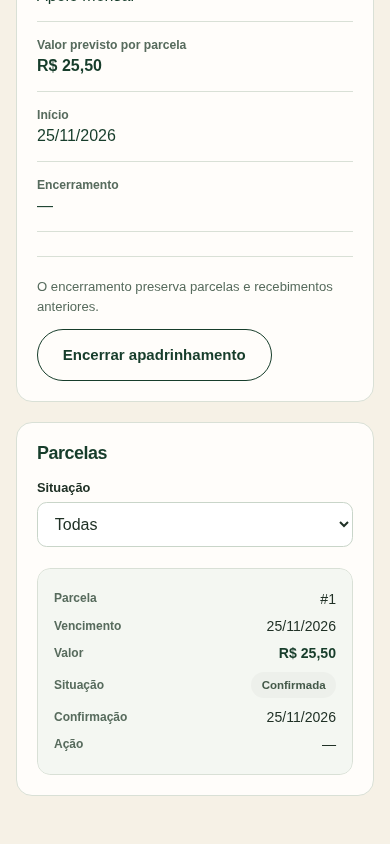 Valor previsto por parcela
R$ 25,50
Início
25/11/2026
Encerramento
—
O encerramento preserva parcelas e recebimentos
anteriores.
Encerrar apadrinhamento
Parcelas
Situação
Todas
Parcela #1
Vencimento 25/11/2026
Valor R$ 25,50
Situação Confirmada
Confirmação 25/11/2026
Ação —